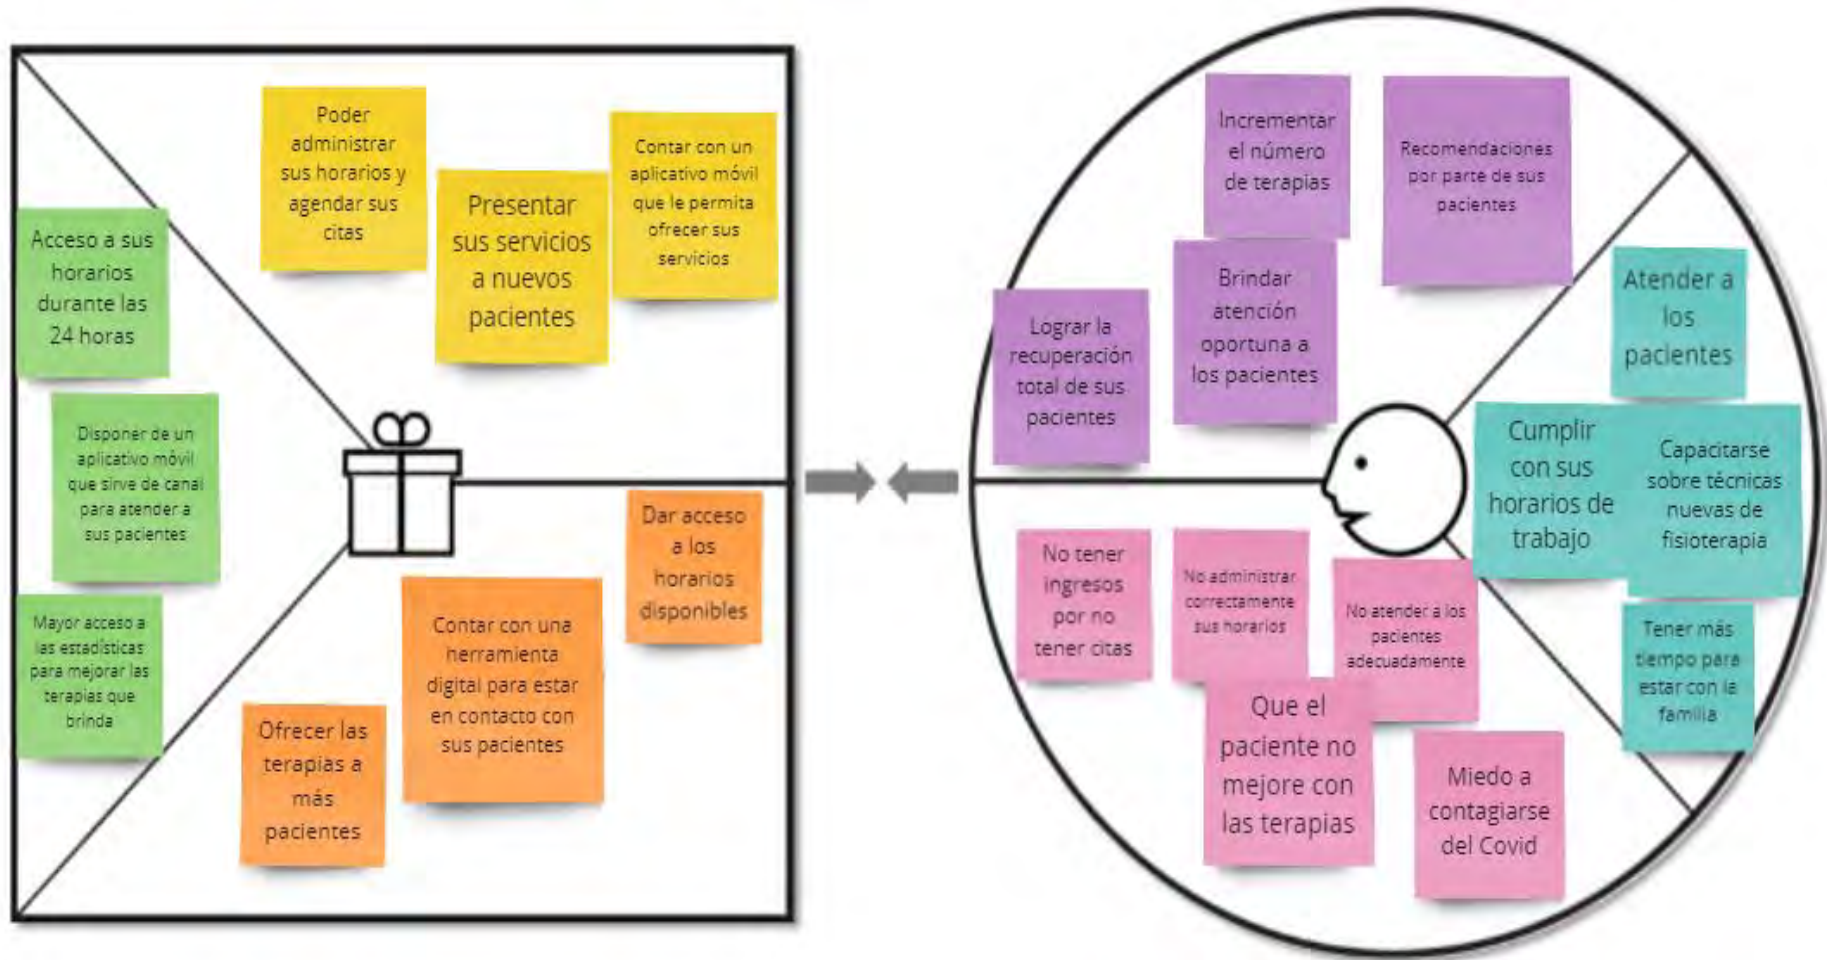 Poder
administrar
sus horarios y
agendar sus
citas
Presentar
sus servicios
a nuevos
pacientes
Contar con un
aplicativo móvil
que le permita
ofrecer sus
servicios
Acceso a sus
horarios
durante las
24 horas
Disponer de un
aplicativo móvil
que sirve de canal
para atender a
sus pacientes
Mayor acceso a
las estadísticas
para mejorar las
terapias que
brinda
Dar acceso
a los
horarios
disponibles
Contar con una
herramienta
digital para estar
en contacto con
sus pacientes
Ofrecer las
terapias a
más
pacientes
Incrementar
el número
de terapias
Recomendaciones
por parte de sus
pacientes
Lograr la
recuperación
total de sus
pacientes
Brindar
atención
oportuna a
los pacientes
Atender a
los
pacientes
Cumplir
con sus
horarios de
trabajo
Capacitarse
sobre técnicas
nuevas de
fisioterapia
Tener más
tiempo para
estar con la
familia
No tener
ingresos
por no
tener citas
No administrar
correctamente
sus horarios
No atender a los
pacientes
adecuadamente
Que el
paciente no
mejore con
las terapias
Miedo a
contagiarse
del Covid